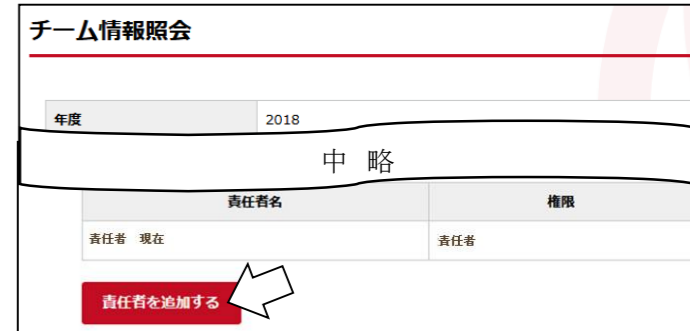 チーム情報照会
年度 2018
中 略
責任者名 権限
責任者 現在 責任者
責任者を追加する